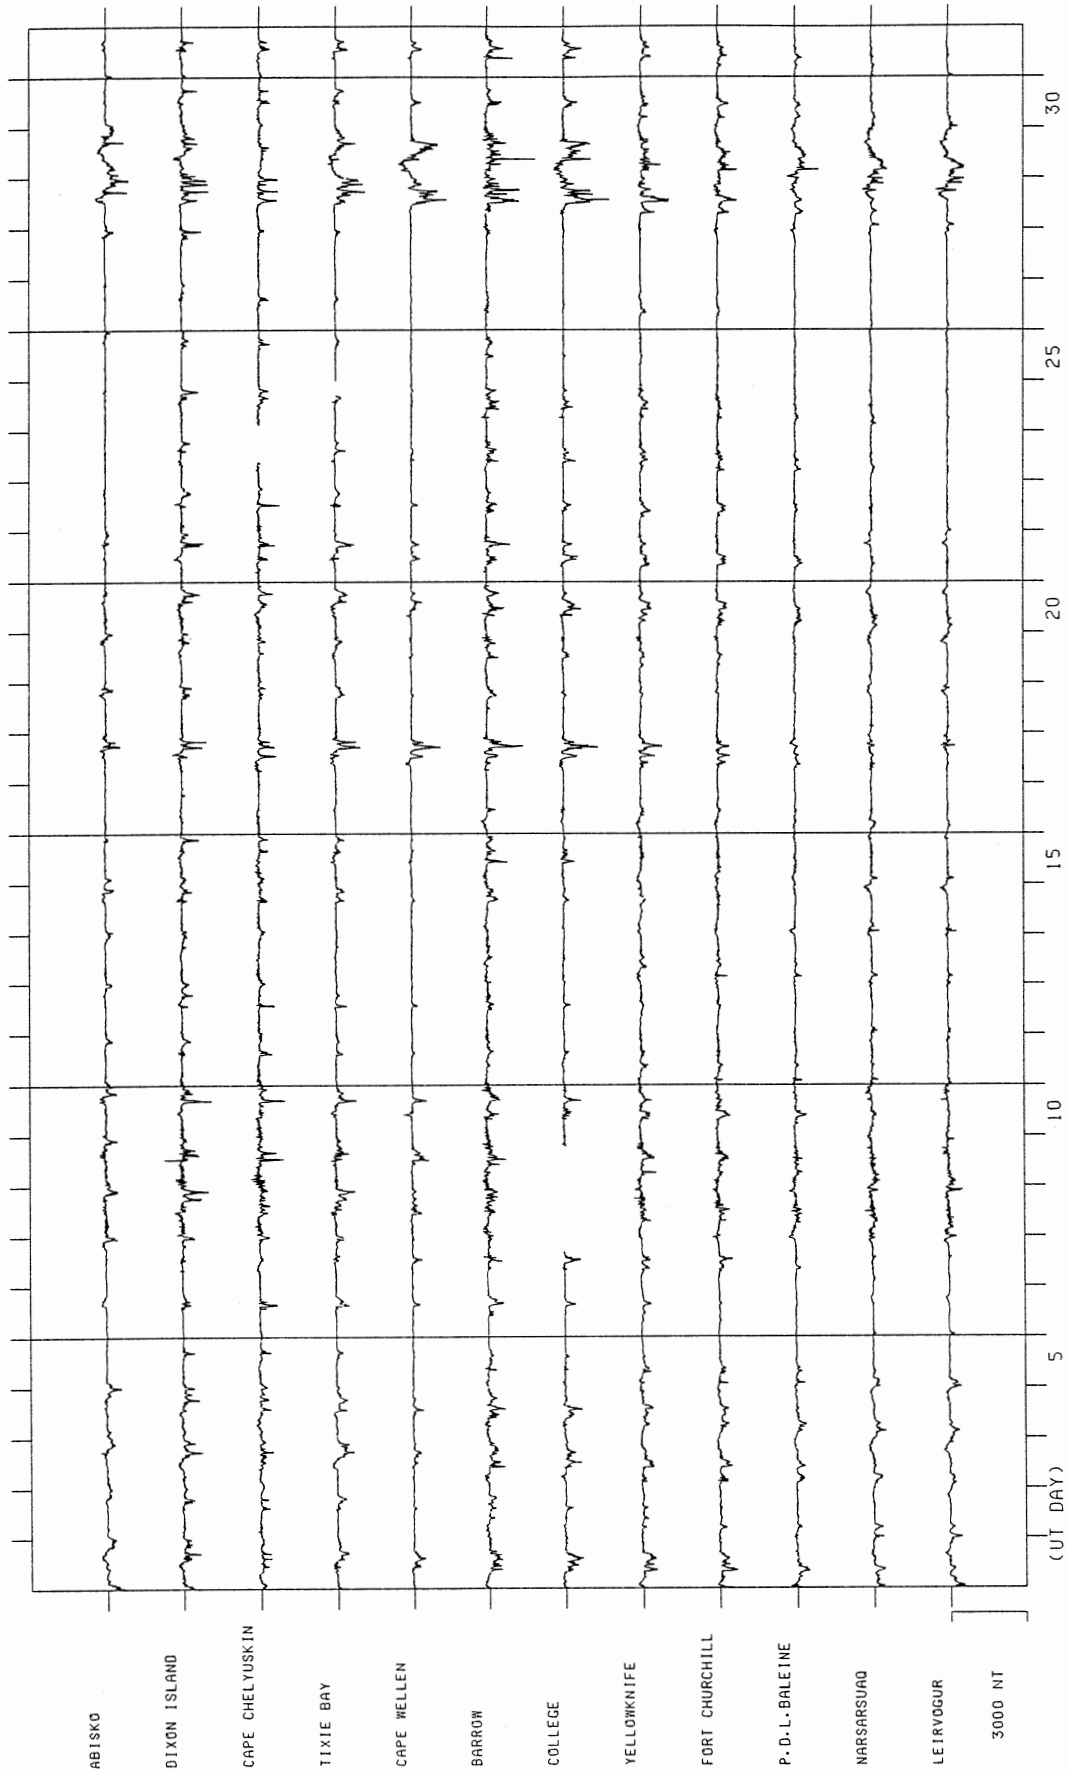 ABISKO
DIXON ISLAND
CAPE CHELYUSKIN
TIXIE BAY
CAPE WELLEN
BARROW
COLLEGE
YELLOWKNIFE
FORT CHURCHILL
P.D.L.BALEINE
NARSARSUAQ
LEIRVOGUR
3000 NT
(UT DAY) 5 10 15 20 25 30